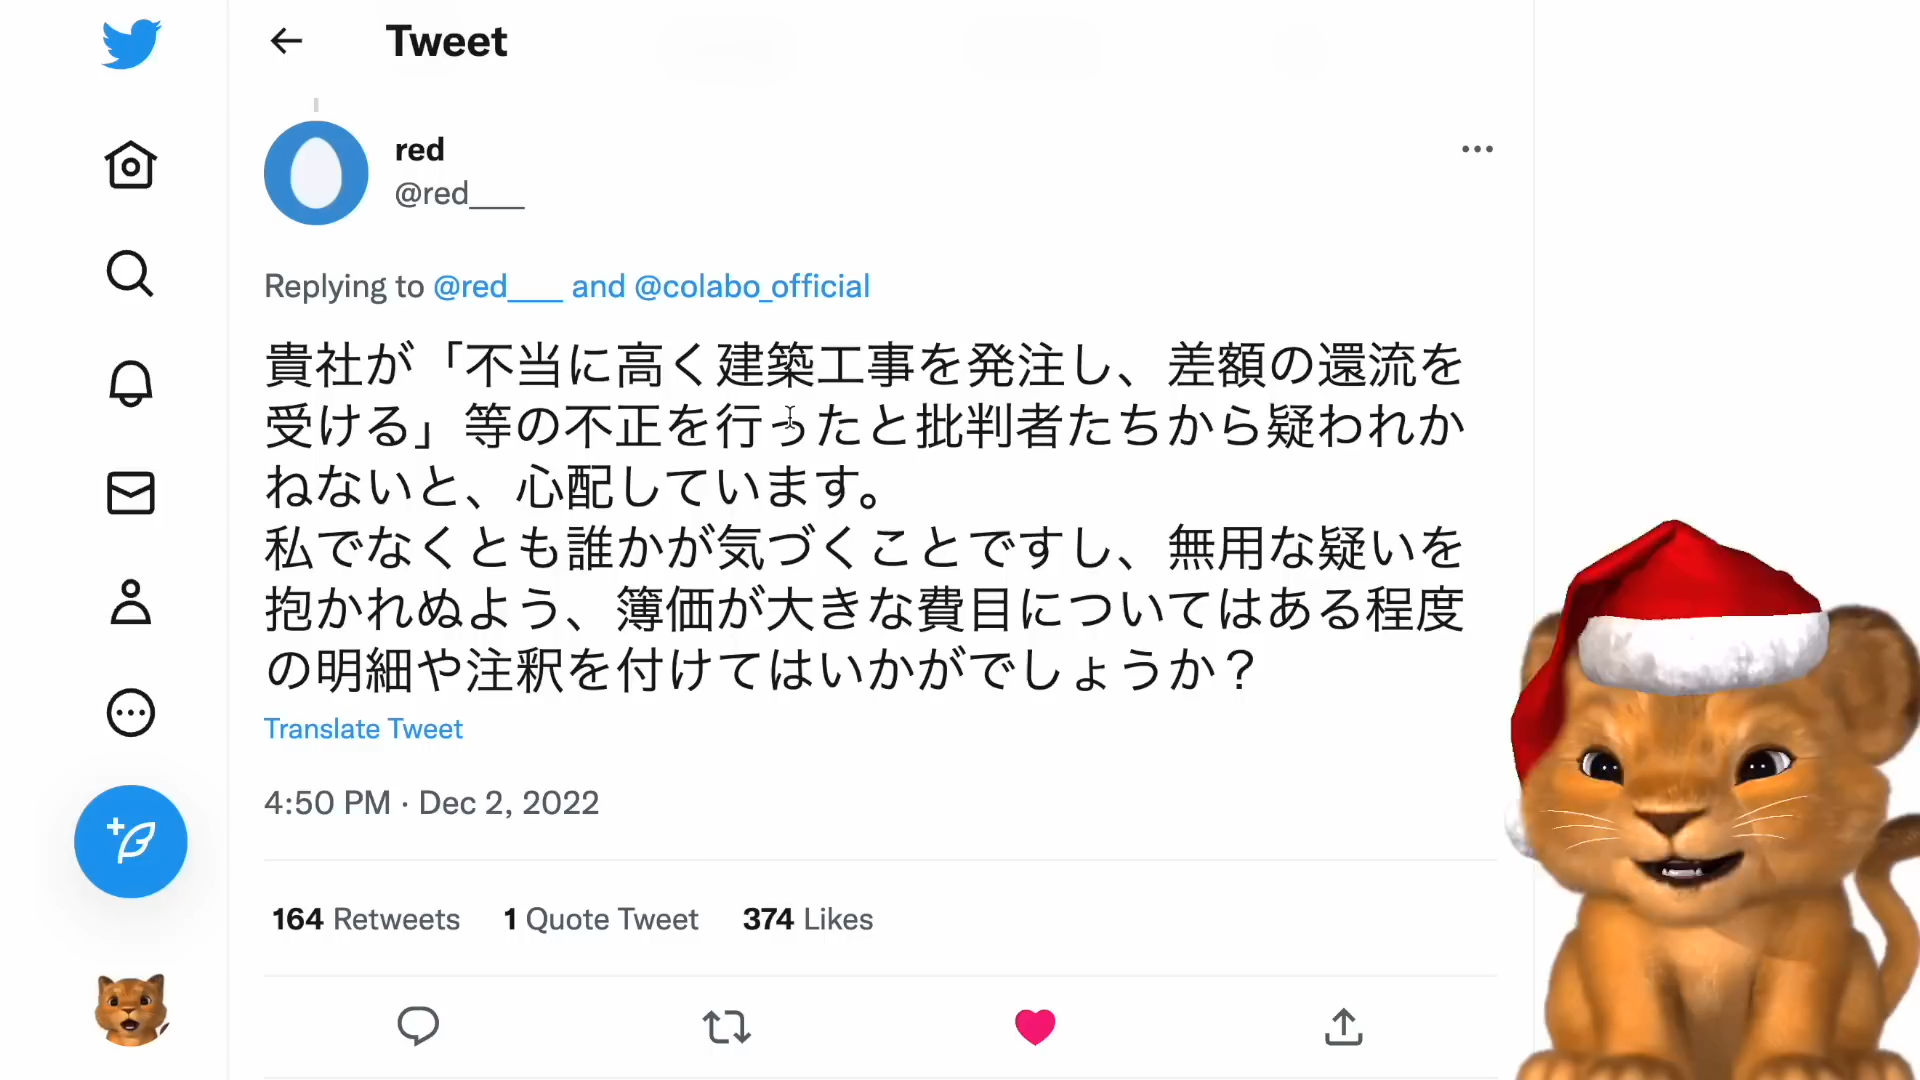 Tweet
red
@red____
Replying to @red____ and @colabo_official
貴社が「不当に高く建築工事を発注し、差額の還流を
受ける」等の不正を行ったと批判者たちから疑われか
ねないと、心配しています。
私でなくとも誰かが気づくことですし、無用な疑いを
抱かれぬよう、簿価が大きな費目についてはある程度
の明細や注釈を付けてはいかがでしょうか？
Translate Tweet
4:50 PM · Dec 2, 2022
164 Retweets 1 Quote Tweet 374 Likes